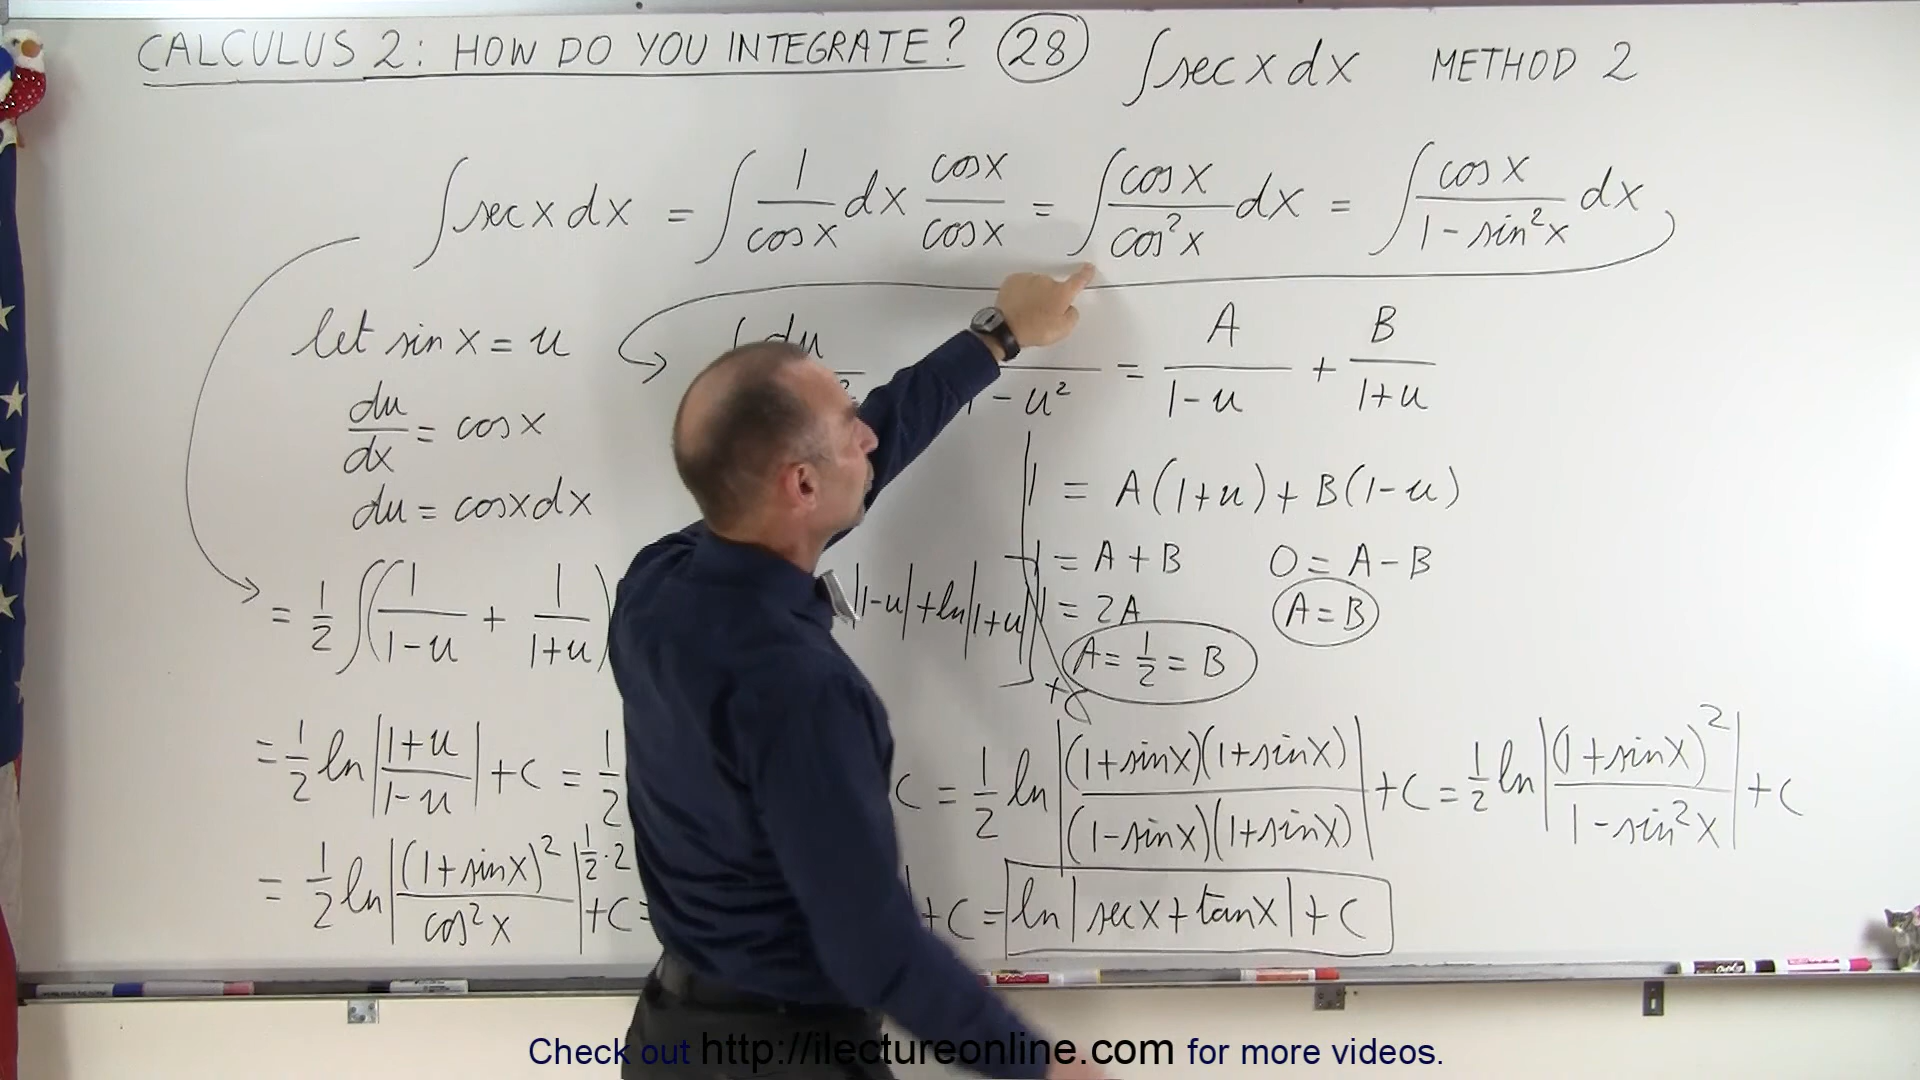 CALCULUS 2: HOW DO YOU INTEGRATE? 28 ∫sec x dx METHOD 2
∫sec x dx = ∫ 1/cos x dx cos x/cos x = ∫ cos x/cos²x dx = ∫ cos x/(1 - sin²x) dx
let sin x = u
du/dx = cos x
du = cos x dx
∫ du
- u² = A/(1-u) + B/(1+u)
1 = A(1+u) + B(1-u)
1 = A + B 0 = A - B
1 = 2A A = B
A = 1/2 = B
= 1/2 ∫(1/(1-u) + 1/(1+u)) |1-u| + ln|1+u|] +C
= 1/2 ln|(1+u)/(1-u)| + C = 1/2 C = 1/2 ln|(1+sin x)(1+sin x)/(1-sin x)(1+sin x)| + C = 1/2 ln|(1+sin x)²/(1-sin²x)| + C
= 1/2 ln|(1+sin x)²/cos²x|^(1/2·2) + C = + C = ln|sec x + tan x| + C
Check out http://ilectureonline.com for more videos.